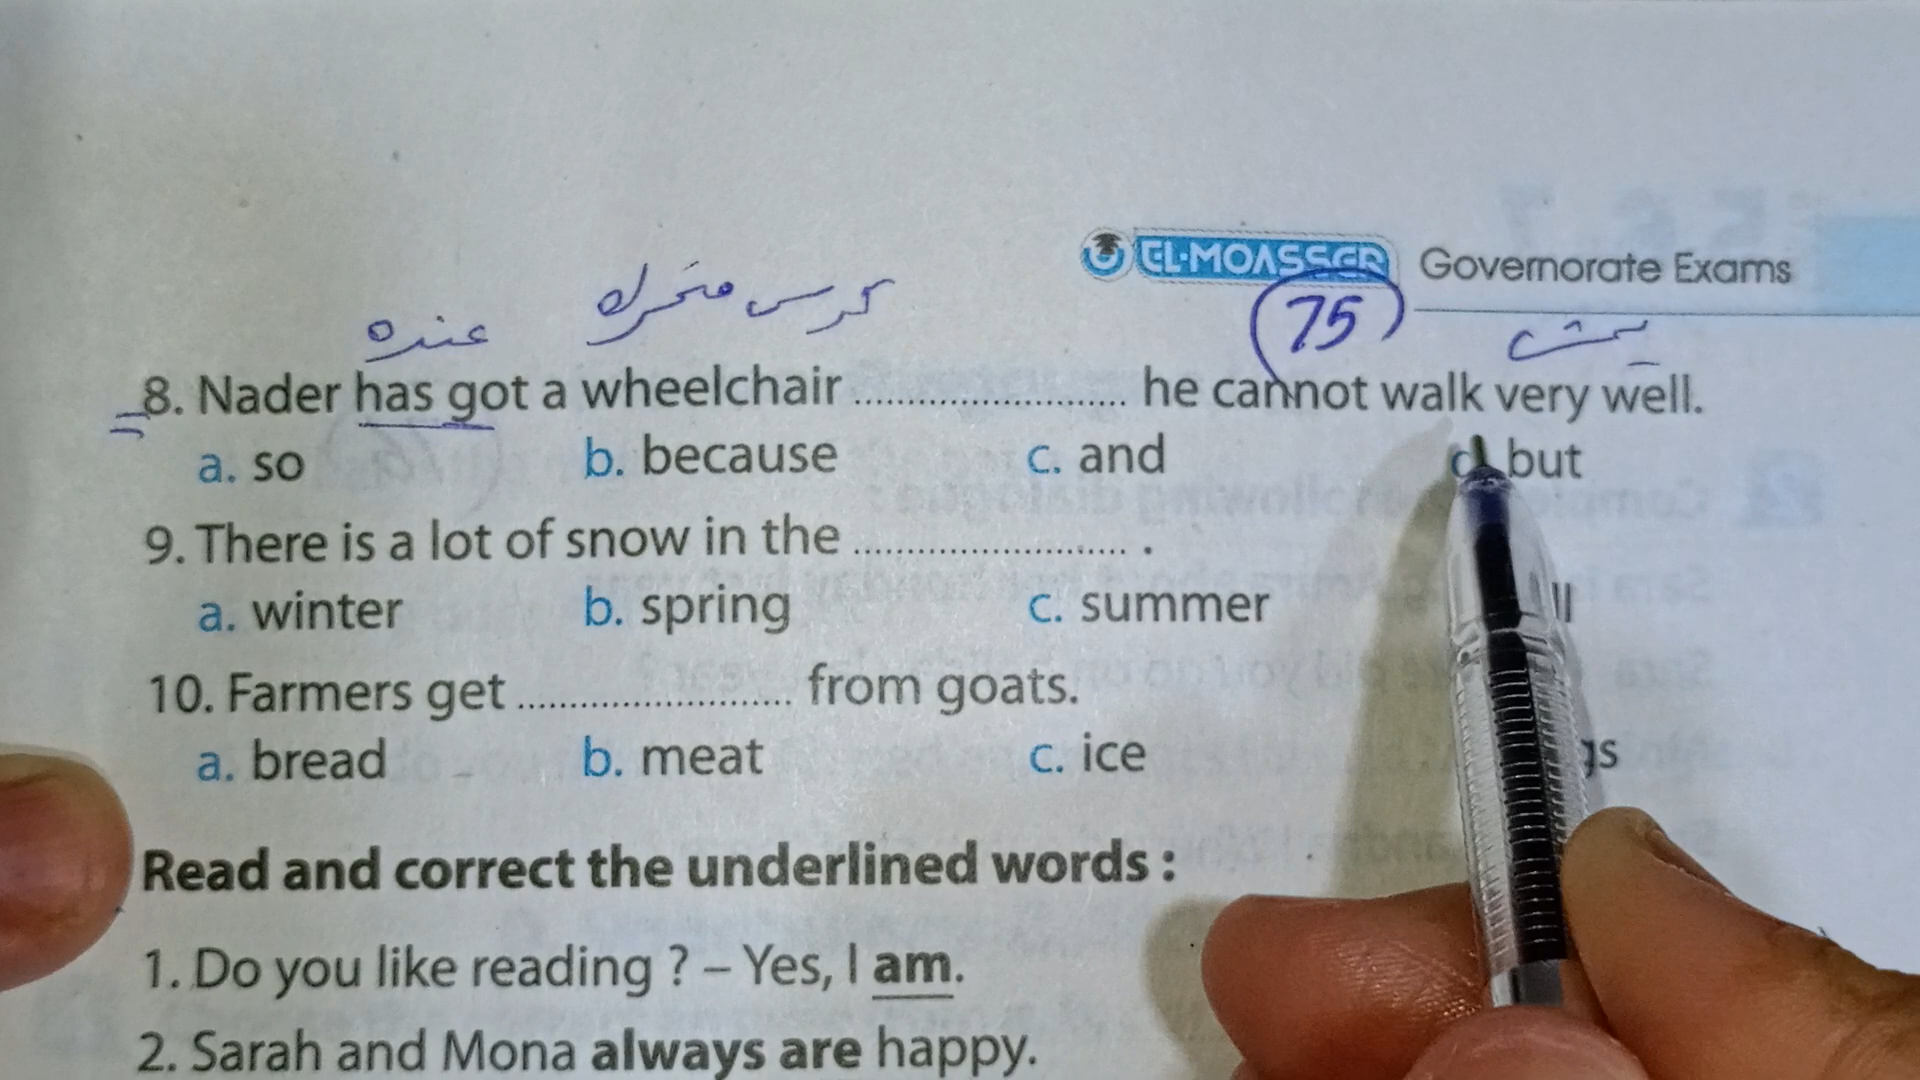 EL-MOASSER Governorate Exams
75
عنده كرسى متحرك يمشى
8. Nader has got a wheelchair ........................... he cannot walk very well.
a. so b. because c. and d. but
9. There is a lot of snow in the ........................... .
a. winter b. spring c. summer
10. Farmers get ........................... from goats.
a. bread b. meat c. ice
Read and correct the underlined words :
1. Do you like reading ? – Yes, I am.
2. Sarah and Mona always are happy.